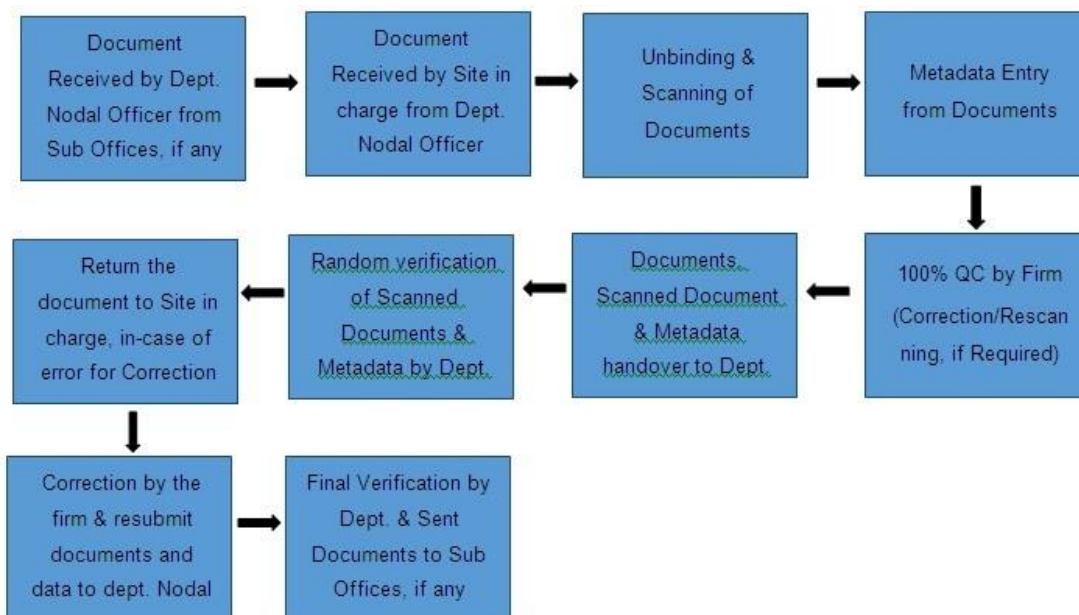 Document
Received by Dept.
Nodal Officer from
Sub Offices, if any
Document
Received by Site in
charge from Dept.
Nodal Officer
Unbinding &
Scanning of
Documents
Metadata Entry
from Documents
100% QC by Firm
(Correction/Rescan
ning, if Required)
Documents,
Scanned Document
& Metadata
handover to Dept.
Random verification
of Scanned
Documents &
Metadata by Dept.
Return the
document to Site in
charge, in-case of
error for Correction
Correction by the
firm & resubmit
documents and
data to dept. Nodal
Final Verification by
Dept. & Sent
Documents to Sub
Offices, if any